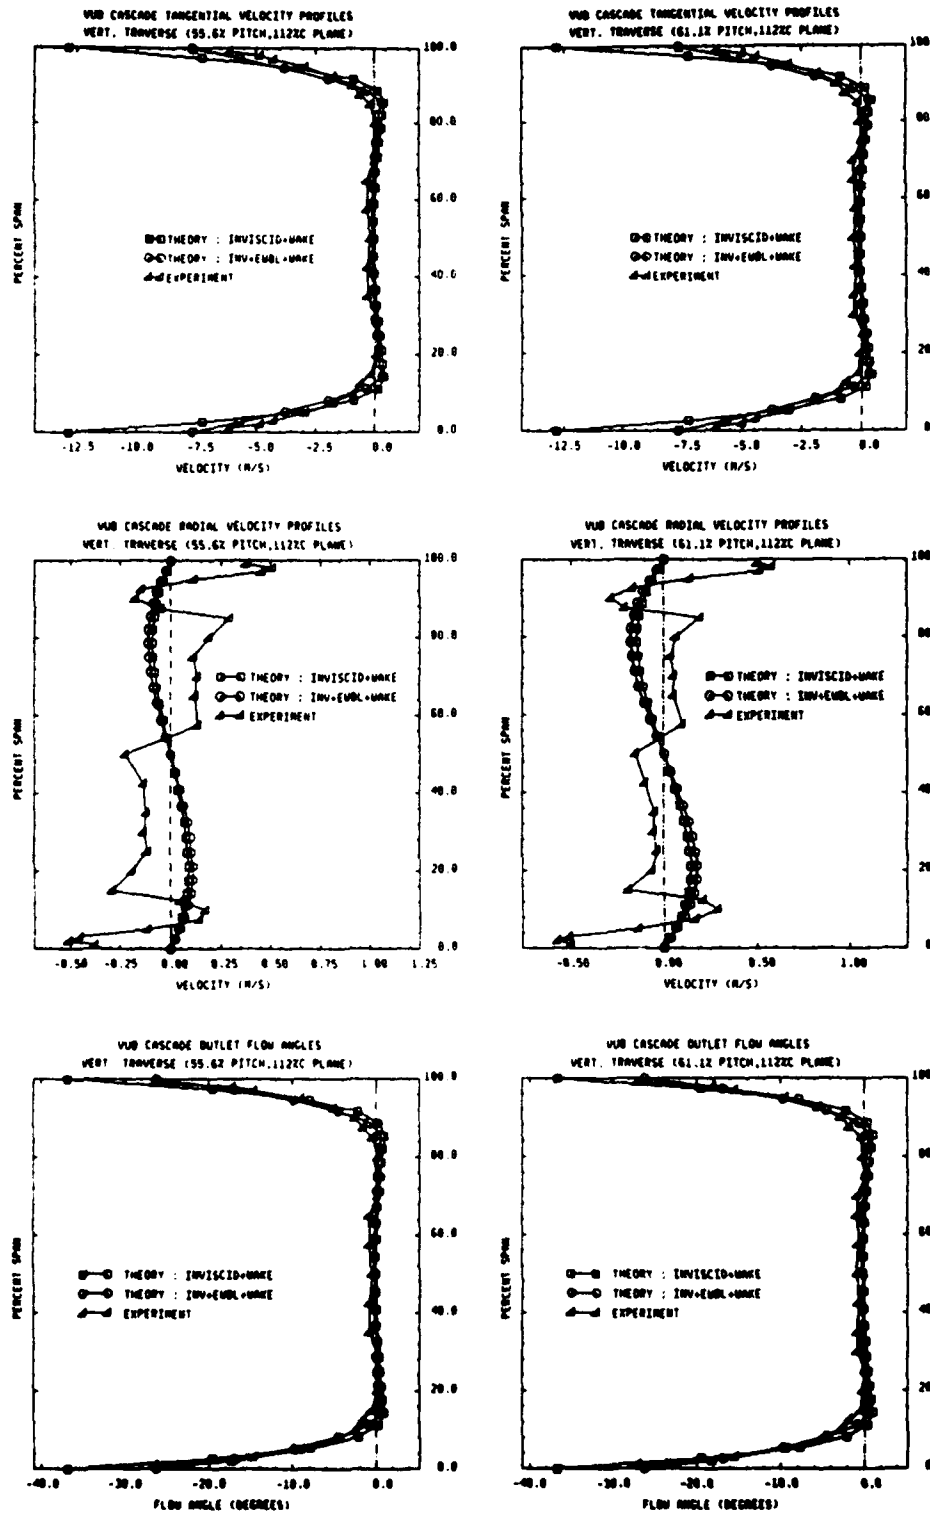 VUB CASCADE TANGENTIAL VELOCITY PROFILES
VERT. TRAVERSE (55.6% PITCH,112%C PLANE)
100.0
80.0
60.0
40.0
20.0
0.0
PERCENT SPAN
THEORY : INVISCID+WAKE
THEORY : INV+EWBL+WAKE
EXPERIMENT
-12.5 -7.5 -5.0 -2.5 0.0
VELOCITY (M/S)
VUB CASCADE TANGENTIAL VELOCITY PROFILES
VERT. TRAVERSE (61.1% PITCH,112%C PLANE)
PERCENT SPAN
THEORY : INVISCID+WAKE
THEORY : INV+EWBL+WAKE
EXPERIMENT
-12.5 -7.5 -5.0 -2.5 0.0
VELOCITY (M/S)
VUB CASCADE RADIAL VELOCITY PROFILES
VERT. TRAVERSE (55.6% PITCH,112%C PLANE)
100.0
80.0
60.0
40.0
20.0
0.0
PERCENT SPAN
THEORY : INVISCID+WAKE
THEORY : INV+EWBL+WAKE
EXPERIMENT
-0.50 -0.25 0.00 0.25 0.50 0.75 1.00 1.25
VELOCITY (M/S)
VUB CASCADE RADIAL VELOCITY PROFILES
VERT. TRAVERSE (61.1% PITCH,112%C PLANE)
PERCENT SPAN
THEORY : INVISCID+WAKE
THEORY : INV+EWBL+WAKE
EXPERIMENT
-0.50 0.00 0.50 1.00
VELOCITY (M/S)
VUB CASCADE OUTLET FLOW ANGLES
VERT. TRAVERSE (55.6% PITCH,112%C PLANE)
100.0
80.0
60.0
40.0
20.0
0.0
PERCENT SPAN
THEORY : INVISCID+WAKE
THEORY : INV+EWBL+WAKE
EXPERIMENT
-40.0 -30.0 -20.0 -10.0 0.0
FLOW ANGLE (DEGREES)
VUB CASCADE OUTLET FLOW ANGLES
VERT. TRAVERSE (61.1% PITCH,112%C PLANE)
PERCENT SPAN
THEORY : INVISCID+WAKE
THEORY : INV+EWBL+WAKE
EXPERIMENT
-40.0 -30.0 -20.0 -10.0 0.0
FLOW ANGLE (DEGREES)